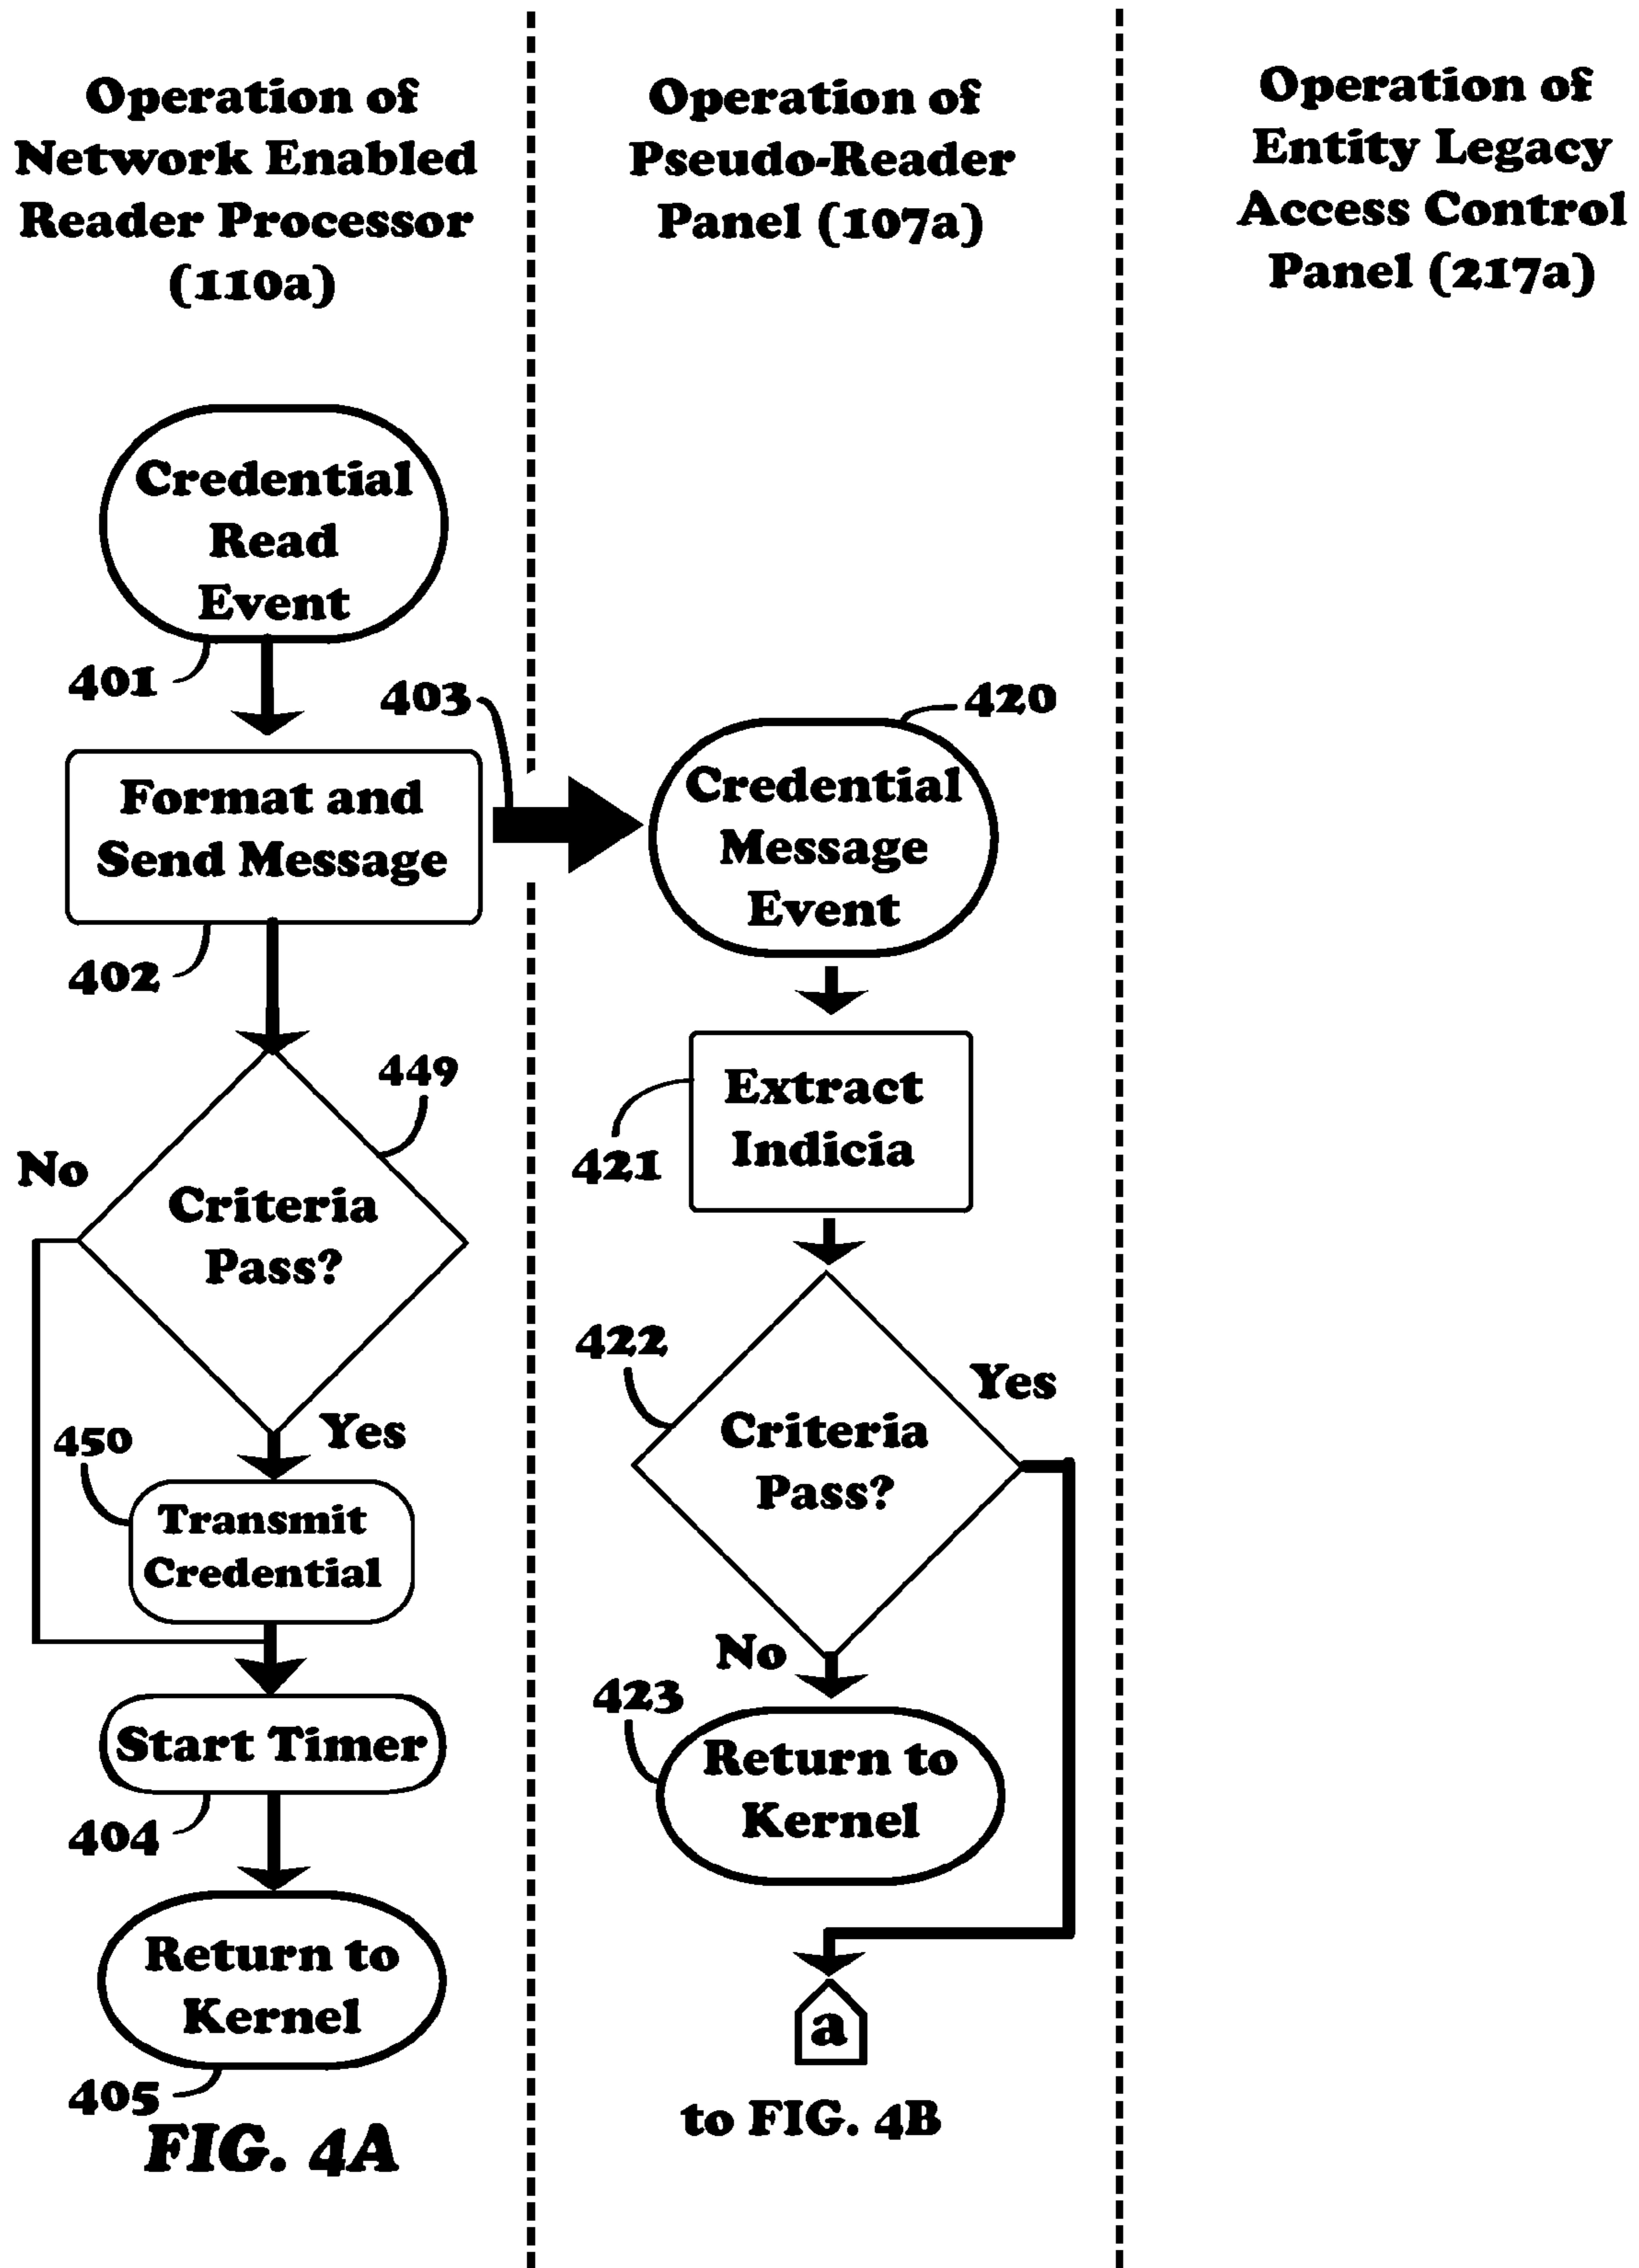 Operation of
Network Enabled
Reader Processor
(110a)
Operation of
Pseudo-Reader
Panel (107a)
Operation of
Entity Legacy
Access Control
Panel (217a)
Credential
Read
Event
401
403
Format and
Send Message
402
449
No
Criteria
Pass?
Yes
450
Transmit
Credential
Start Timer
404
Return to
Kernel
405
FIG. 4A
420
Credential
Message
Event
Extract
Indicia
421
422
Yes
Criteria
Pass?
No
423
Return to
Kernel
a
to FIG. 4B